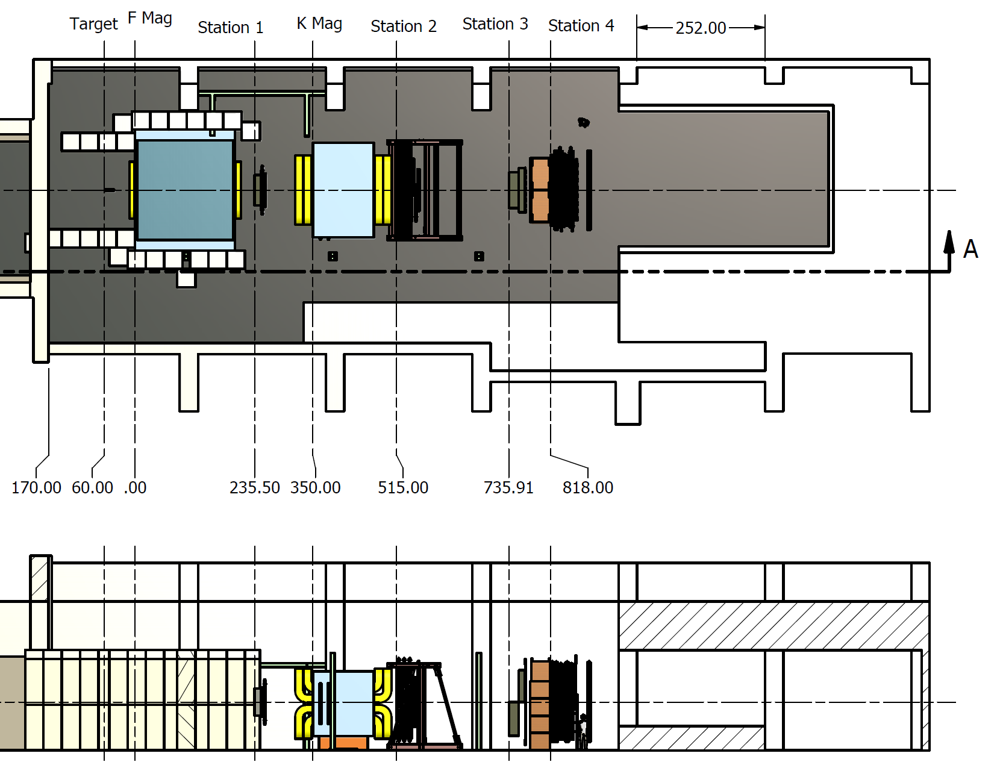 Target F Mag Station 1 K Mag Station 2 Station 3 Station 4 252.00
A
170.00 60.00 .00 235.50 350.00 515.00 735.91 818.00